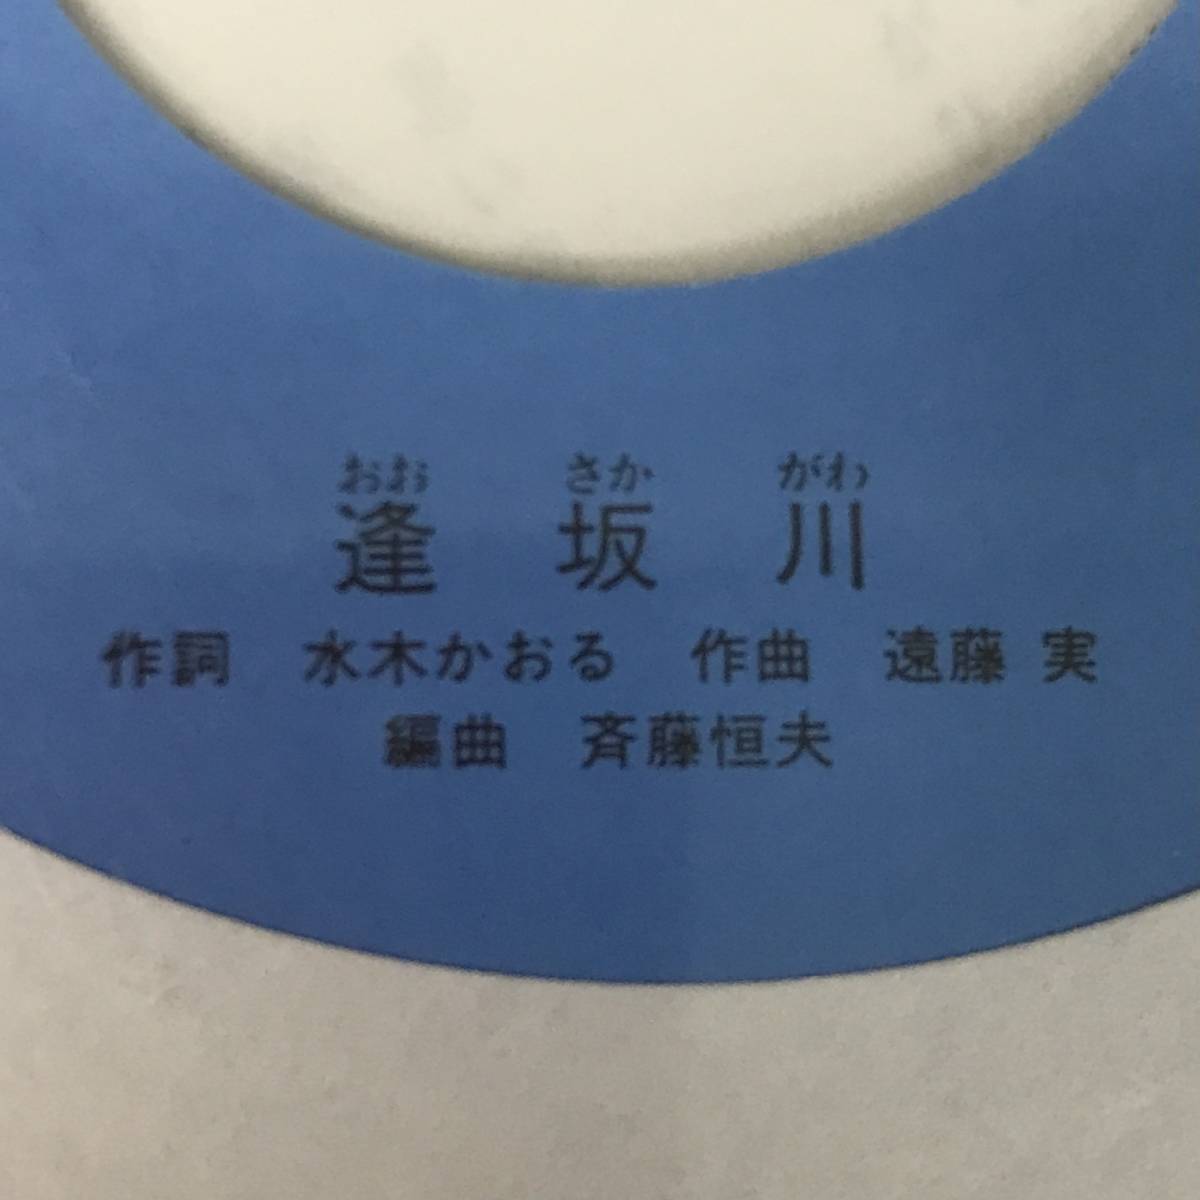 おお さか がわ
逢 坂 川
作詞 水木かおる 作曲 遠藤 実
編曲 斉藤恒夫